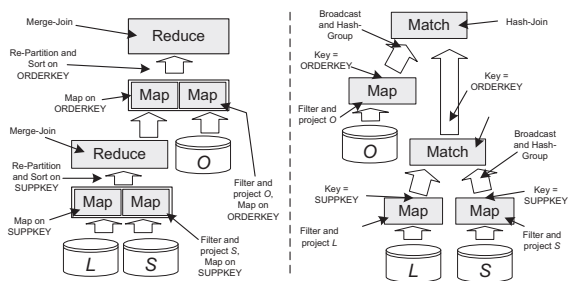 Merge-Join
Reduce
Re-Partition and
Sort on ORDERKEY
Map on
ORDERKEY
Map
Map
Merge-Join
Reduce
O
Re-Partition
and Sort on
SUPPKEY
Filter and
project O,
Map on
ORDERKEY
Map on
SUPPKEY
Map
Map
Filter and
project S,
Map on
SUPPKEY
L
S
Broadcast
and Hash-
Group
Match
Hash-Join
Key =
ORDERKEY
Key =
ORDERKEY
Filter and
project O
Map
O
Match
Broadcast
and Hash-
Group
Key =
SUPPKEY
Key =
SUPPKEY
Map
Map
Filter and
project L
Filter and
project S
L
S